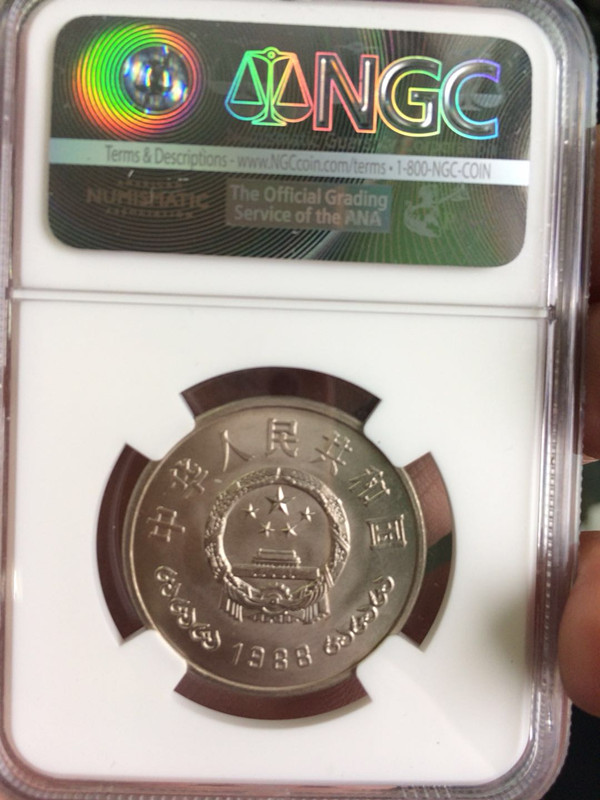 NGC
Terms & Descriptions - www.NGCcoin.com/terms • 1-800-NGC-COIN
NUMISMATIC
The Official Grading
Service of the ANA
中华人民共和国
1988